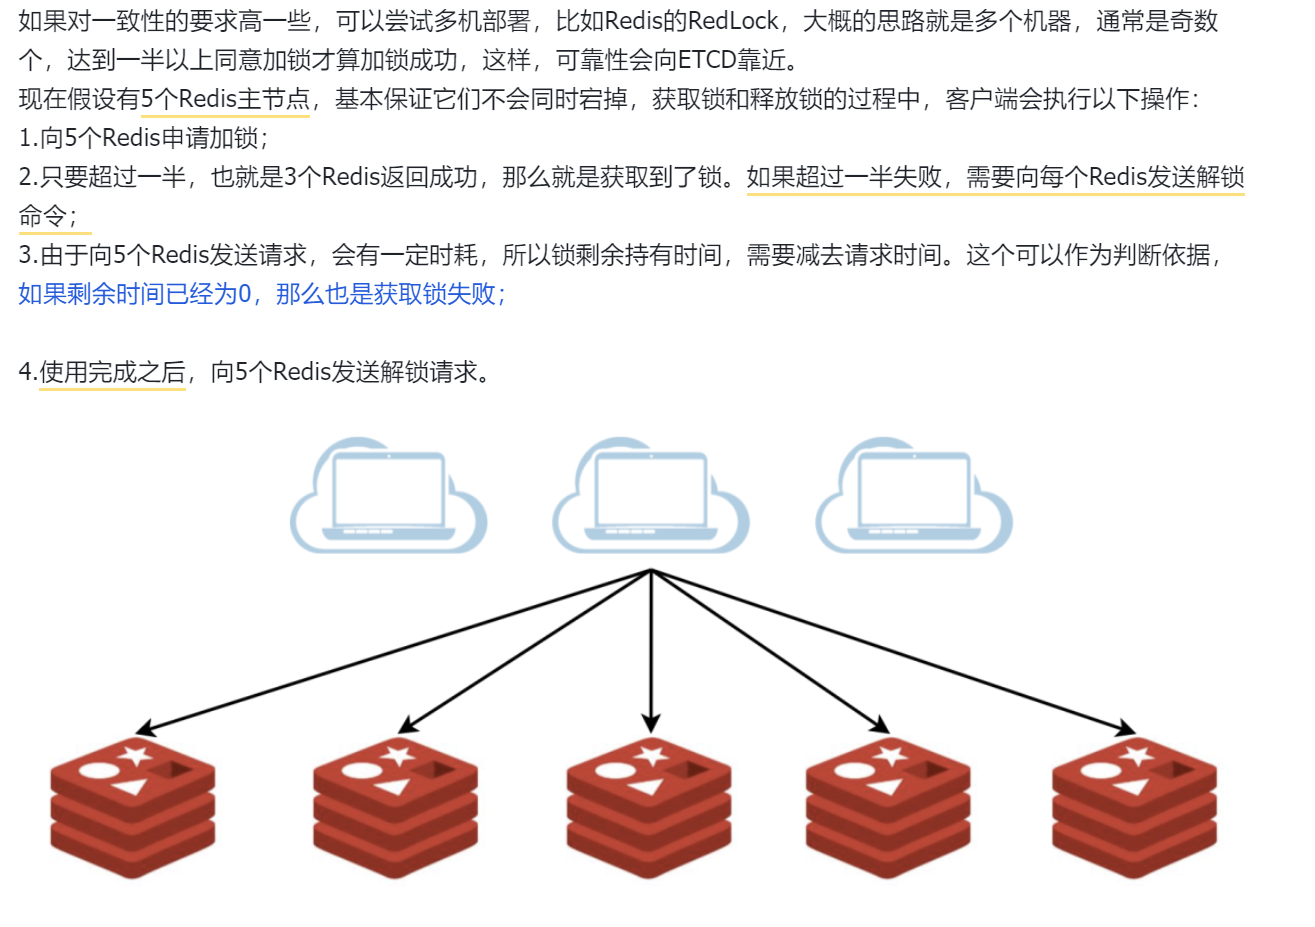 如果对一致性的要求高一些，可以尝试多机部署，比如Redis的RedLock，大概的思路就是多个机器，通常是奇数
个，达到一半以上同意加锁才算加锁成功，这样，可靠性会向ETCD靠近。
现在假设有5个Redis主节点，基本保证它们不会同时宕掉，获取锁和释放锁的过程中，客户端会执行以下操作：
1.向5个Redis申请加锁；
2.只要超过一半，也就是3个Redis返回成功，那么就是获取到了锁。如果超过一半失败，需要向每个Redis发送解锁
命令；
3.由于向5个Redis发送请求，会有一定时耗，所以锁剩余持有时间，需要减去请求时间。这个可以作为判断依据，
如果剩余时间已经为0，那么也是获取锁失败；
4.使用完成之后，向5个Redis发送解锁请求。